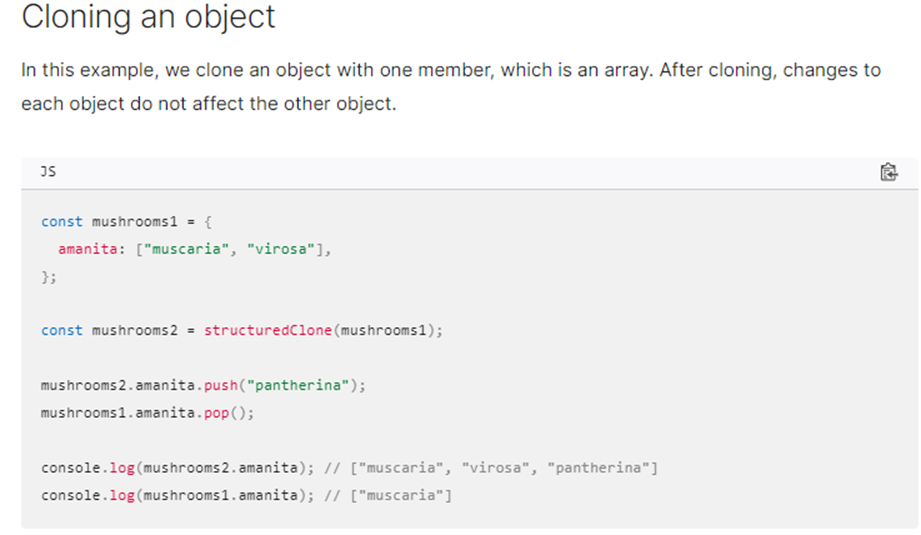 Cloning an object
In this example, we clone an object with one member, which is an array. After cloning, changes to
each object do not affect the other object.
JS
const mushrooms1 = {
  amanita: ["muscaria", "virosa"],
};
const mushrooms2 = structuredClone(mushrooms1);
mushrooms2.amanita.push("pantherina");
mushrooms1.amanita.pop();
console.log(mushrooms2.amanita); // ["muscaria", "virosa", "pantherina"]
console.log(mushrooms1.amanita); // ["muscaria"]